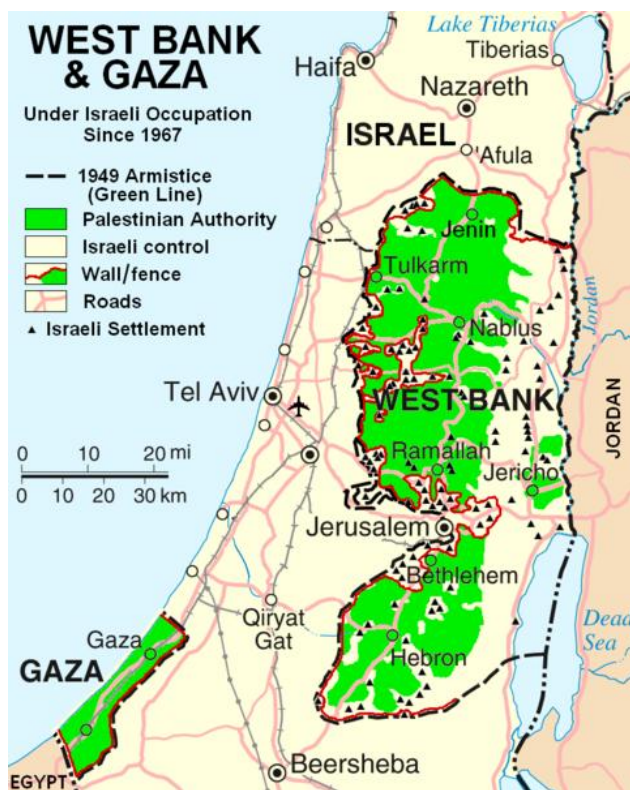 WEST BANK
& GAZA
Under Israeli Occupation
Since 1967
1949 Armistice
(Green Line)
Palestinian Authority
Israeli control
Wall/fence
Roads
Israeli Settlement
Lake Tiberias
Tiberias
Haifa
Nazareth
ISRAEL
'Afula
Jenin
Tulkarm
Nablus
Jordan
Tel Aviv
WEST BANK
JORDAN
0 10 20 mi
0 10 20 30 km
Ramallah
Jericho
Jerusalem
Bethlehem
Qiryat
Gat
Dead
Sea
Gaza
GAZA
Hebron
Beersheba
EGYPT